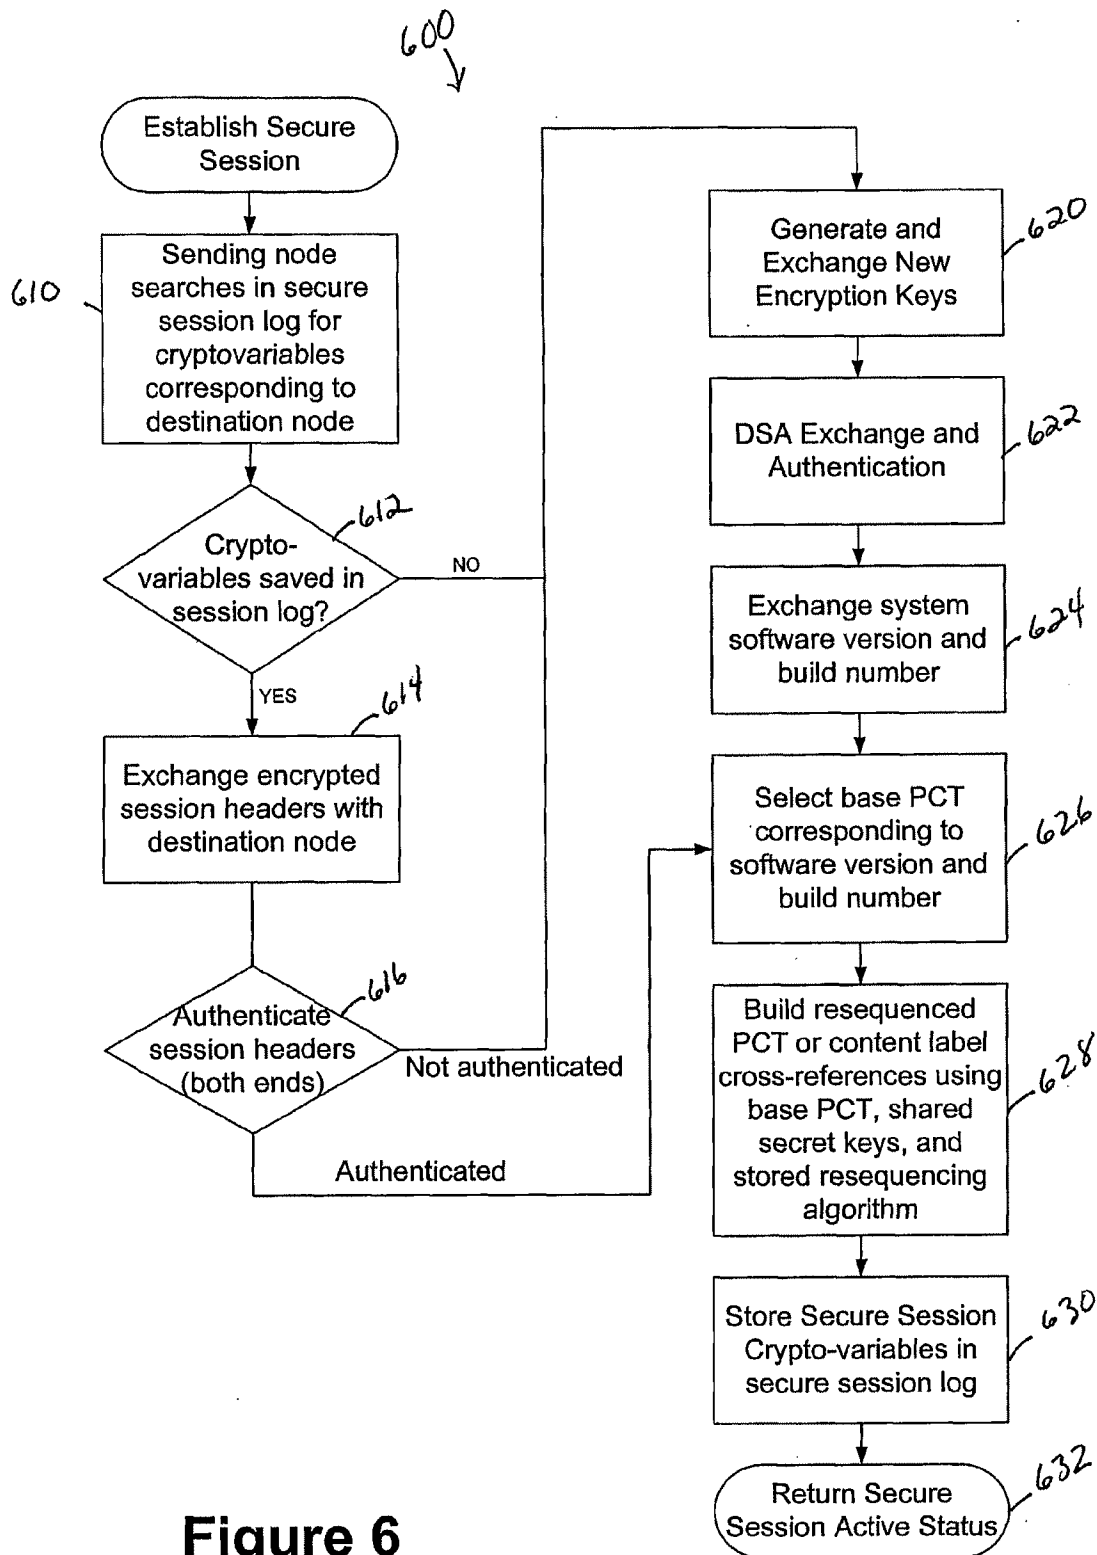 600
Establish Secure
Session
610
Sending node
searches in secure
session log for
cryptovariables
corresponding to
destination node
612
Crypto-
variables saved in
session log?
NO
YES
614
Exchange encrypted
session headers with
destination node
616
Authenticate
session headers
(both ends)
Not authenticated
Authenticated
620
Generate and
Exchange New
Encryption Keys
622
DSA Exchange and
Authentication
624
Exchange system
software version and
build number
626
Select base PCT
corresponding to
software version and
build number
628
Build resequenced
PCT or content label
cross-references using
base PCT, shared
secret keys, and
stored resequencing
algorithm
630
Store Secure Session
Crypto-variables in
secure session log
632
Return Secure
Session Active Status
Figure 6